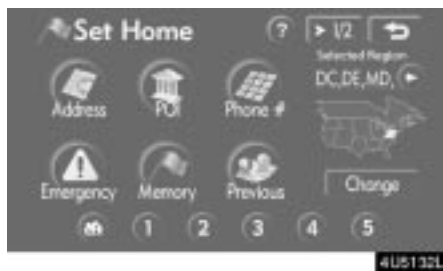 Set Home
?
> 1/2
Selected Region
DC,DE,MD,
Address
POI
Phone #
Emergency
Memory
Previous
Change
1
2
3
4
5
4U5132L